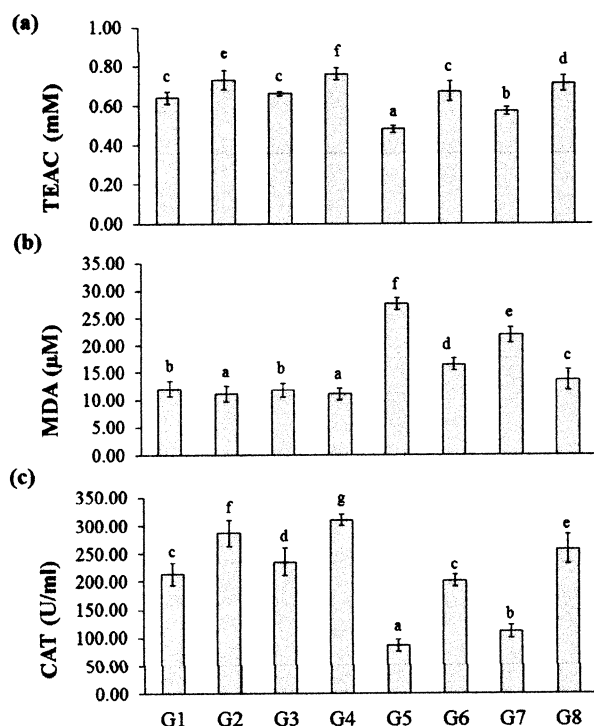 (a)
TEAC (mM)
1.00
0.80
0.60
0.40
0.20
0.00
c e c f a c b d
(b)
MDA (μM)
35.00
30.00
25.00
20.00
15.00
10.00
5.00
0.00
b a b a f d e c
(c)
CAT (U/ml)
350.00
300.00
250.00
200.00
150.00
100.00
50.00
0.00
c f d g a c b e
G1 G2 G3 G4 G5 G6 G7 G8